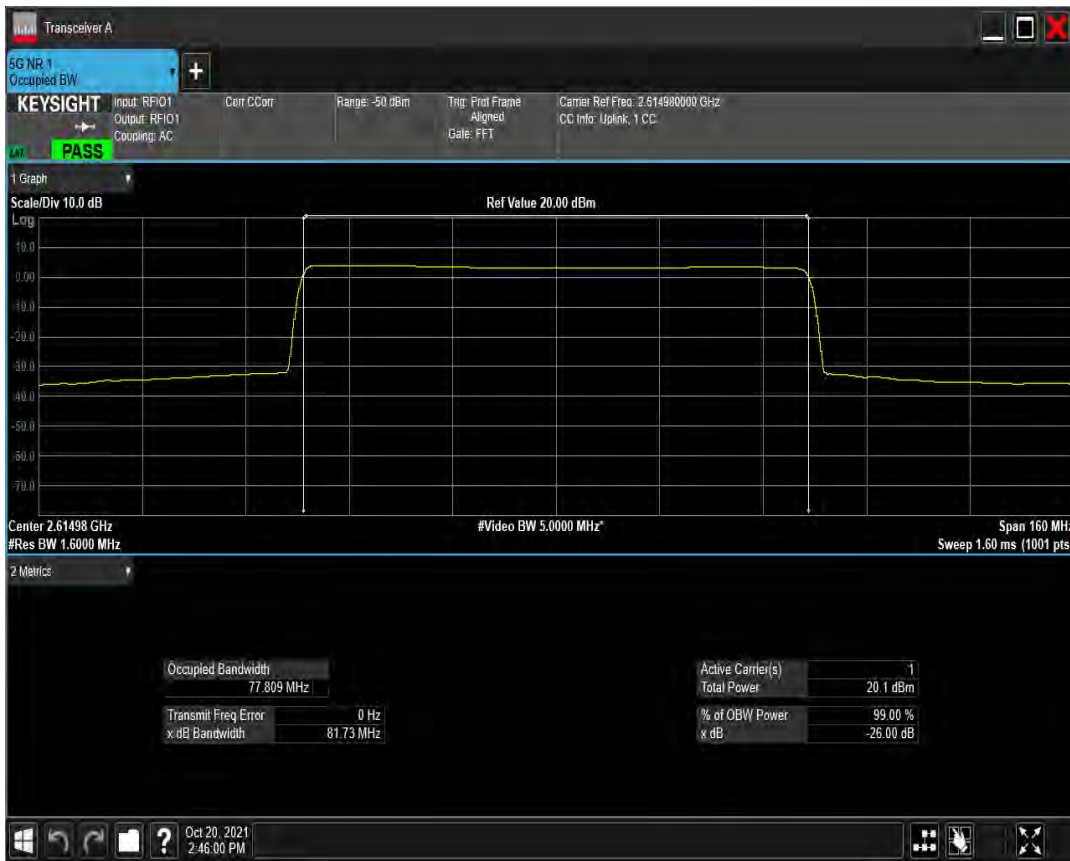 Transceiver A
5G NR 1
Occupied BW
+
KEYSIGHT
Input: RFIO1
Output: RFIO1
Coupling: AC
Corr CCorr
Range: -50 dBm
Trig: Prot Frame
Aligned
Gate: FFT
Carrier Ref Freq: 2.614980000 GHz
CC Info: Uplink, 1 CC
PASS
1 Graph
Scale/Div 10.0 dB
Ref Value 20.00 dBm
Log
10.0
0.00
-10.0
-20.0
-30.0
-40.0
-50.0
-60.0
-70.0
Center 2.61498 GHz
#Video BW 5.0000 MHz*
Span 160 MHz
#Res BW 1.6000 MHz
Sweep 1.60 ms (1001 pts
2 Metrics
Occupied Bandwidth
77.809 MHz
Transmit Freq Error 0 Hz
x dB Bandwidth 81.73 MHz
Active Carrier(s) 1
Total Power 20.1 dBm
% of OBW Power 99.00 %
x dB -26.00 dB
?
Oct 20, 2021
2:46:00 PM